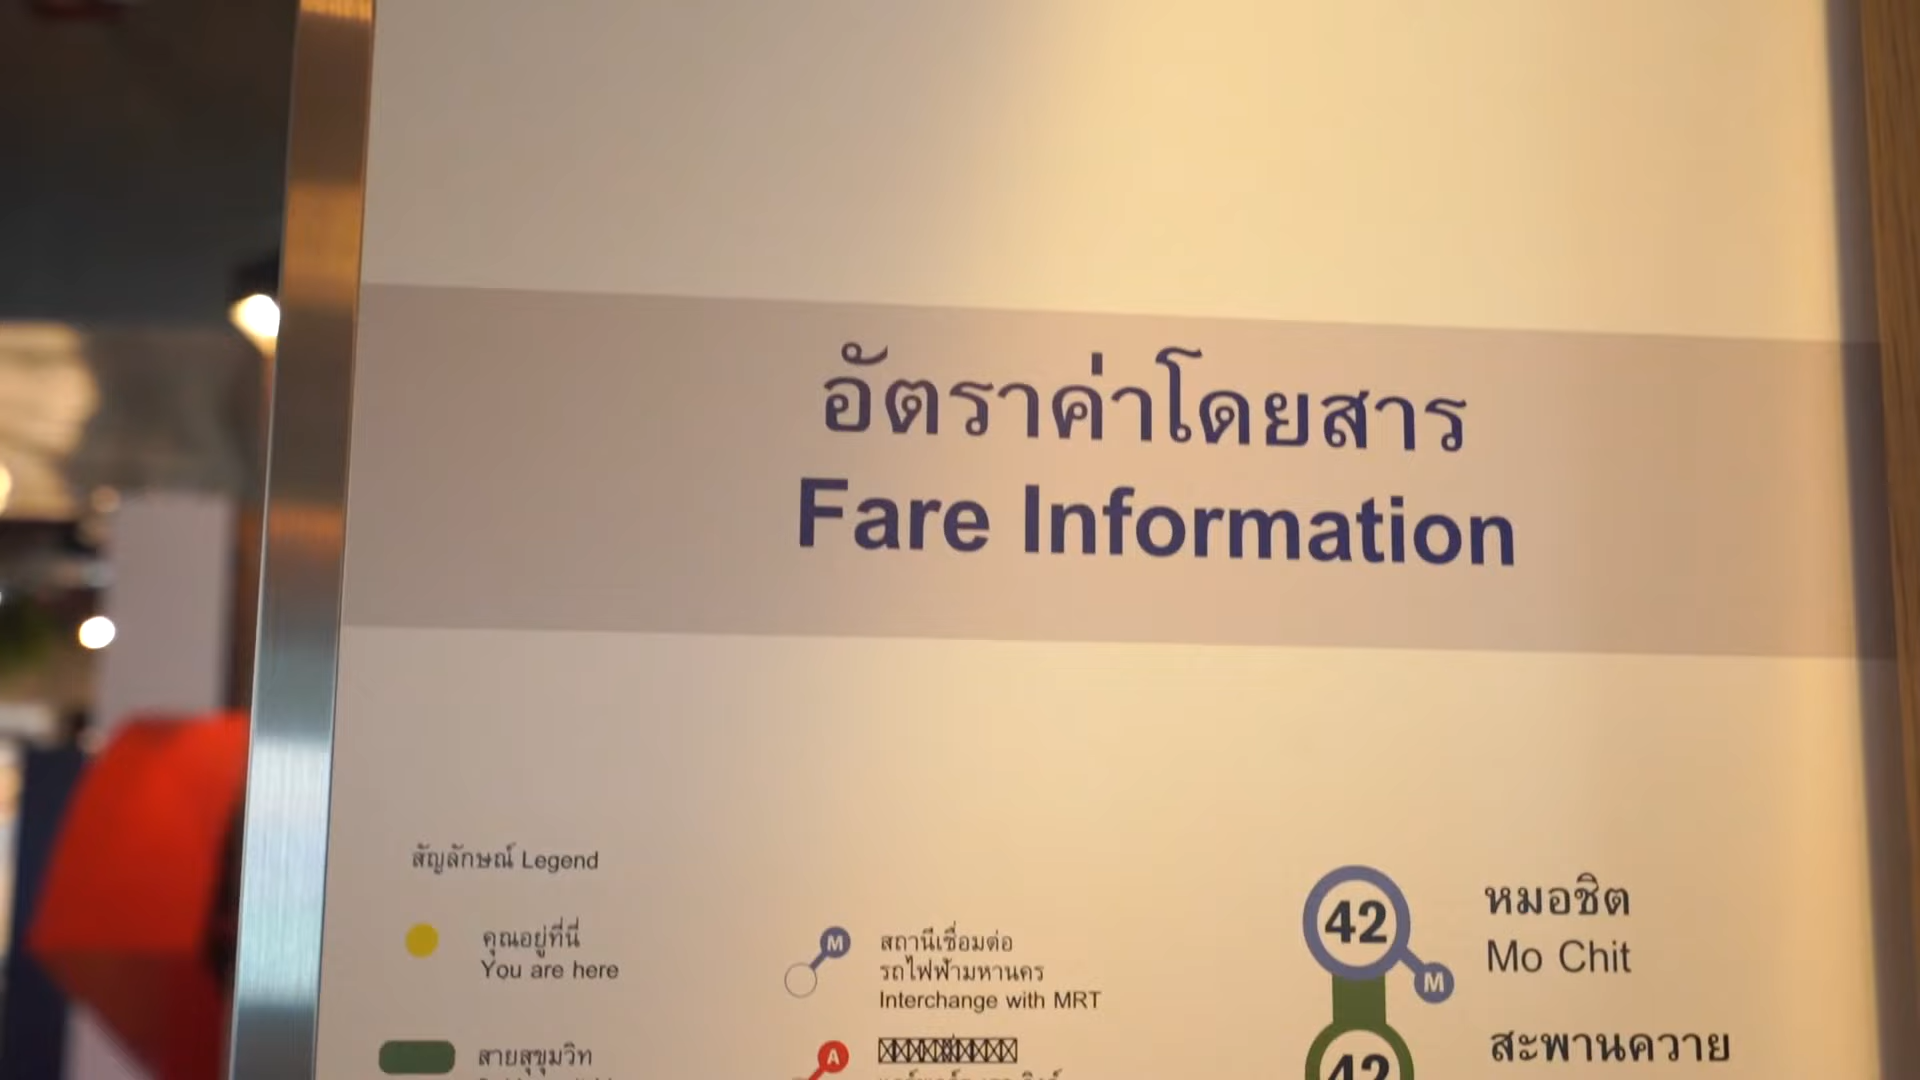 อัตราค่าโดยสาร
Fare Information
สัญลักษณ์ Legend
คุณอยู่ที่นี่
You are here
M
สถานีเชื่อมต่อ
รถไฟฟ้ามหานคร
Interchange with MRT
สายสุขุมวิท
A
42
M
หมอชิต
Mo Chit
42
สะพานควาย